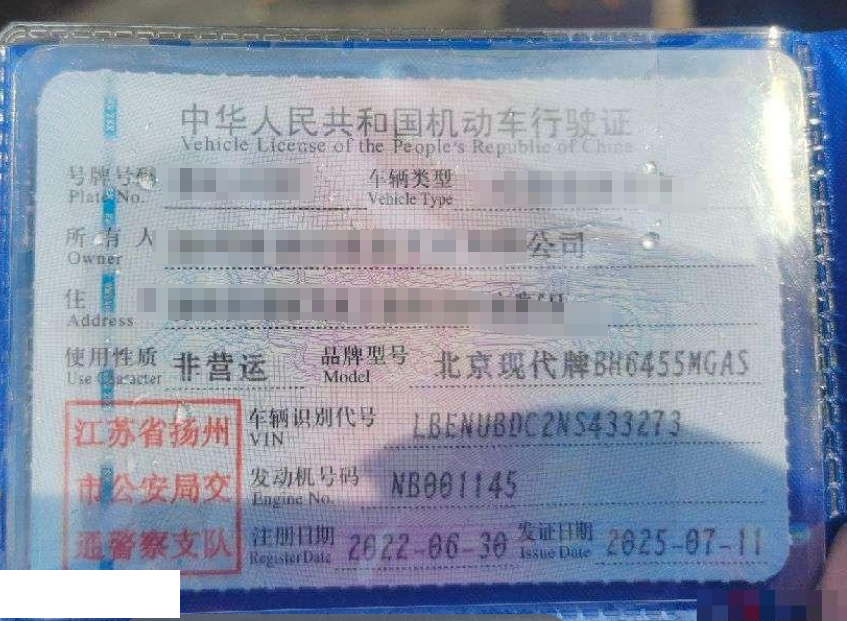 中华人民共和国机动车行驶证
Vehicle License of the People's Republic of China
号牌号码 车辆类型
Plate No. Vehicle Type
所有人 公司
Owner
住
Address
使用性质 非营运 品牌型号 北京现代牌BH6455MGAS
Use Character Model
江苏省扬州
市公安局交
通警察支队
车辆识别代号 LBENUBDC2NS433273
VIN
发动机号码 NB001145
Engine No.
注册日期 2022-06-30 发证日期 2025-07-11
Register Date Issue Date